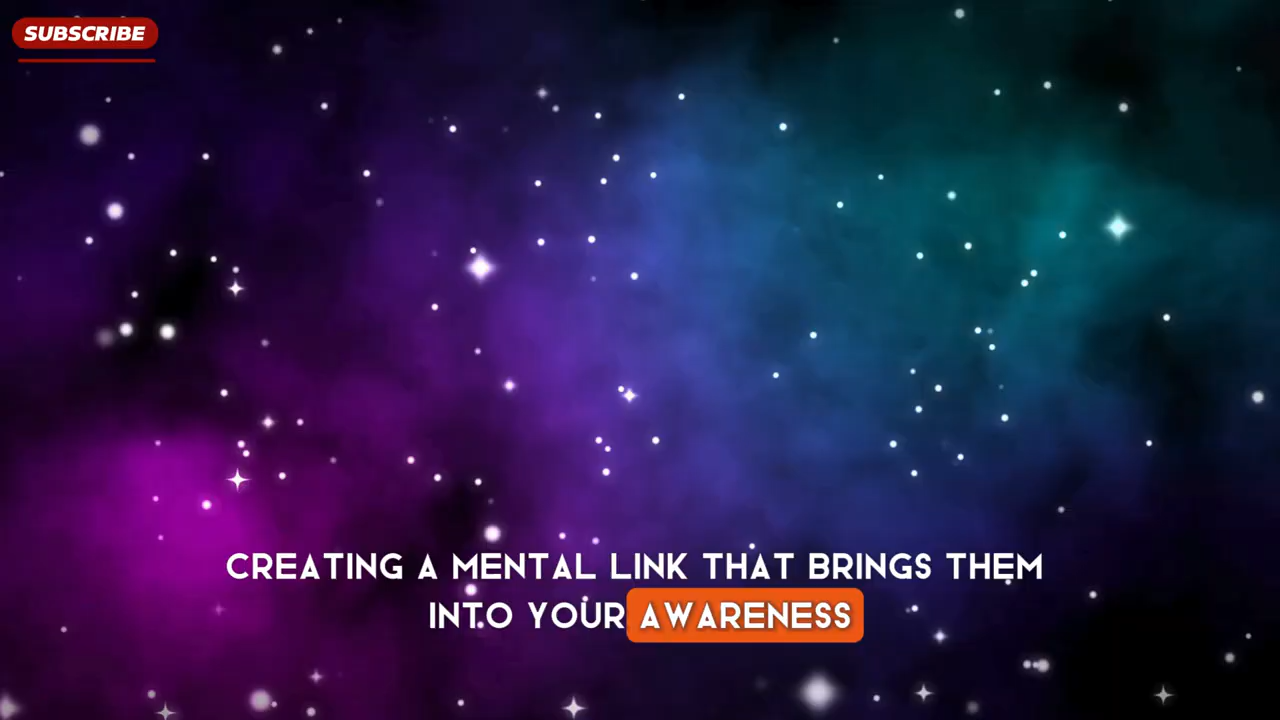 SUBSCRIBE
CREATING A MENTAL LINK THAT BRINGS THEM
INTO YOUR AWARENESS